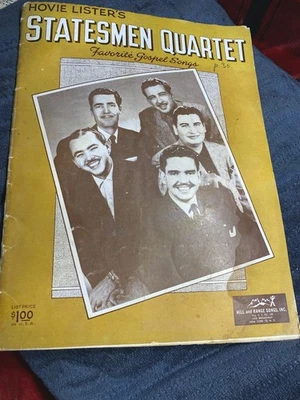 HOVIE LISTER'S
STATESMEN QUARTET
Favorite Gospel Songs
LIST PRICE
$1.00
HILL and RANGE SONGS, INC.